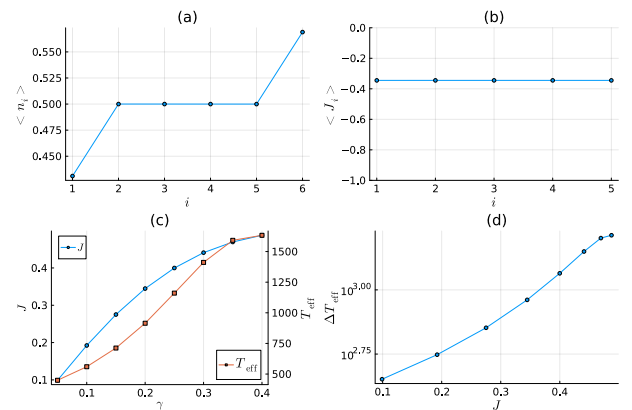 (a)
0.550
0.525
0.500
0.475
0.450
< n_i >
1 2 3 4 5 6
i
(b)
0.0
−0.2
−0.4
−0.6
−0.8
−1.0
< J_i >
1 2 3 4 5
i
(c)
J
0.4
0.3
0.2
0.1
J
1500
1250
1000
750
500
T_eff
T_eff
0.1 0.2 0.3 0.4
γ
(d)
10^3.00
10^2.75
ΔT_eff
0.1 0.2 0.3 0.4
J